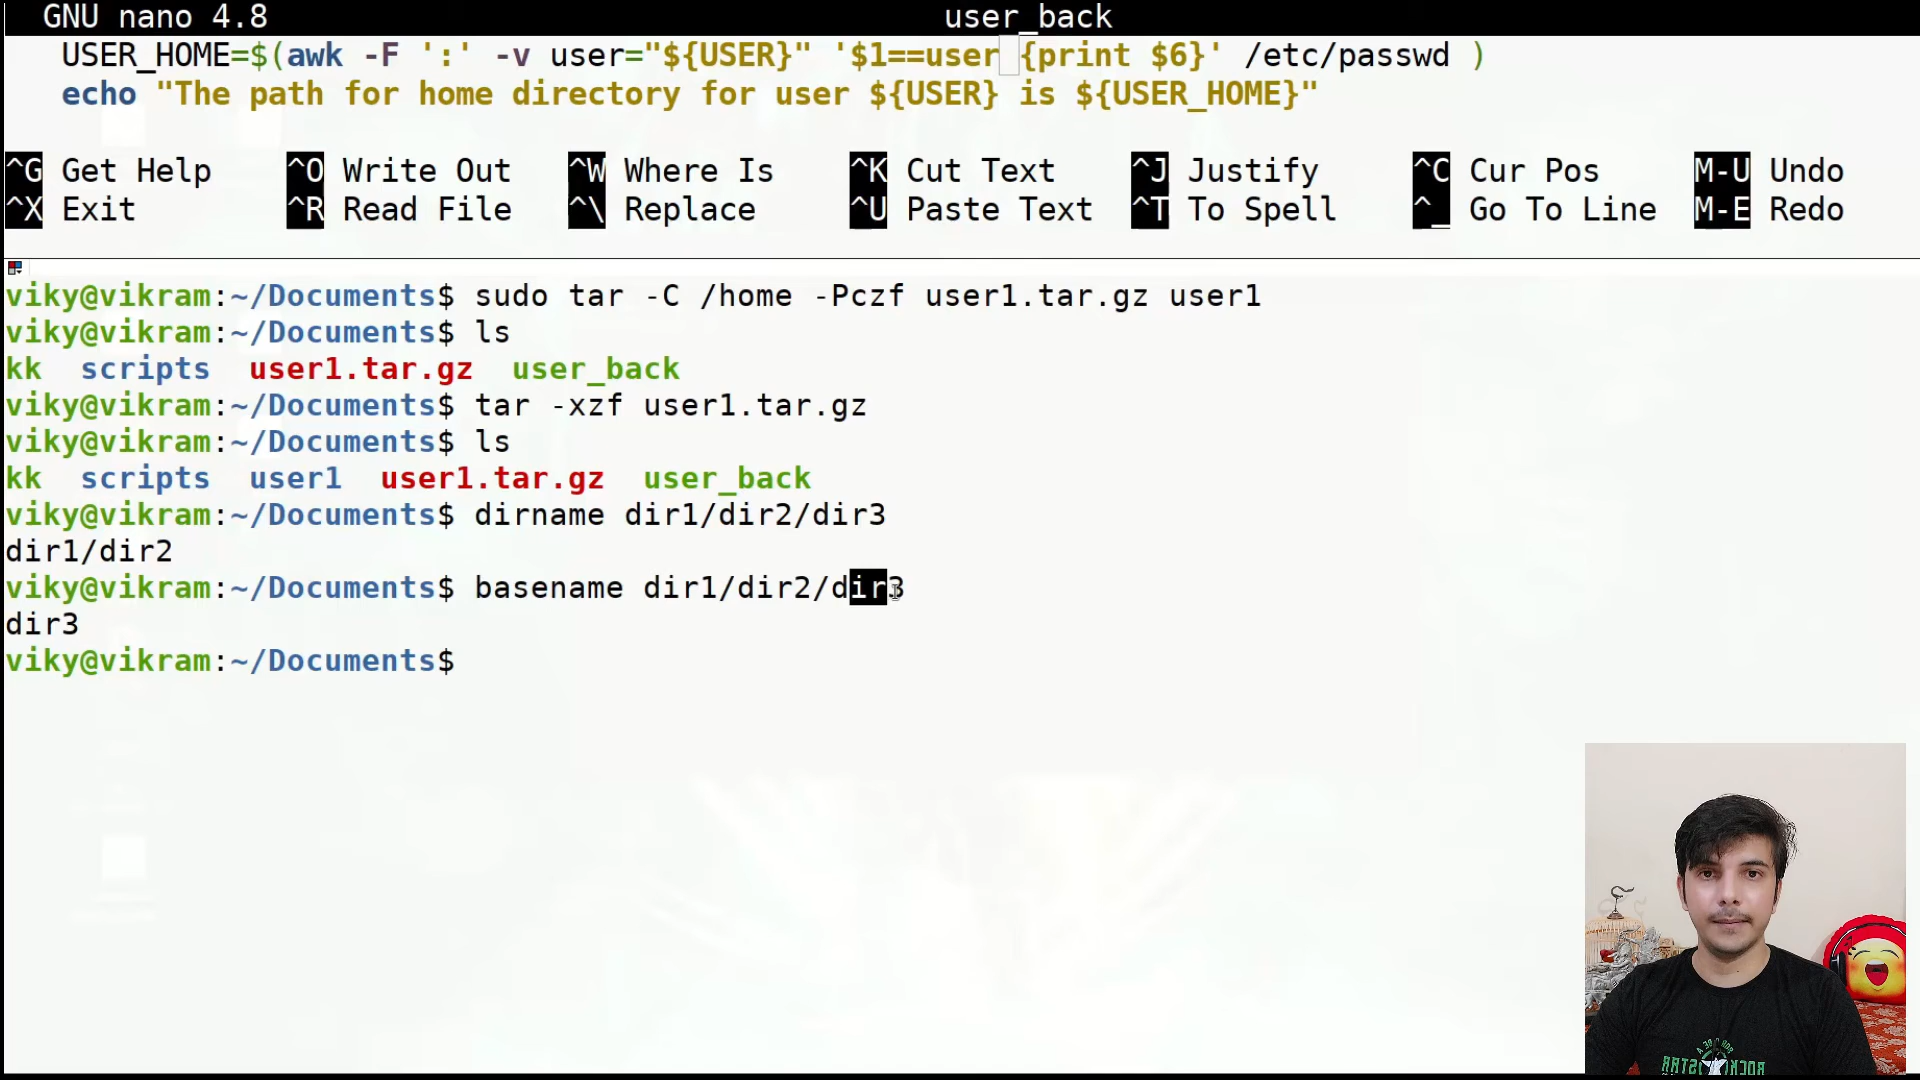 GNU nano 4.8 user_back
USER_HOME=$(awk -F ':' -v user="${USER}" '$1==user {print $6}' /etc/passwd )
echo "The path for home directory for user ${USER} is ${USER_HOME}"
^G Get Help ^O Write Out ^W Where Is ^K Cut Text ^J Justify ^C Cur Pos M-U Undo
^X Exit ^R Read File ^\ Replace ^U Paste Text ^T To Spell ^_ Go To Line M-E Redo
viky@vikram:~/Documents$ sudo tar -C /home -Pczf user1.tar.gz user1
viky@vikram:~/Documents$ ls
kk scripts user1.tar.gz user_back
viky@vikram:~/Documents$ tar -xzf user1.tar.gz
viky@vikram:~/Documents$ ls
kk scripts user1 user1.tar.gz user_back
viky@vikram:~/Documents$ dirname dir1/dir2/dir3
dir1/dir2
viky@vikram:~/Documents$ basename dir1/dir2/dir3
dir3
viky@vikram:~/Documents$